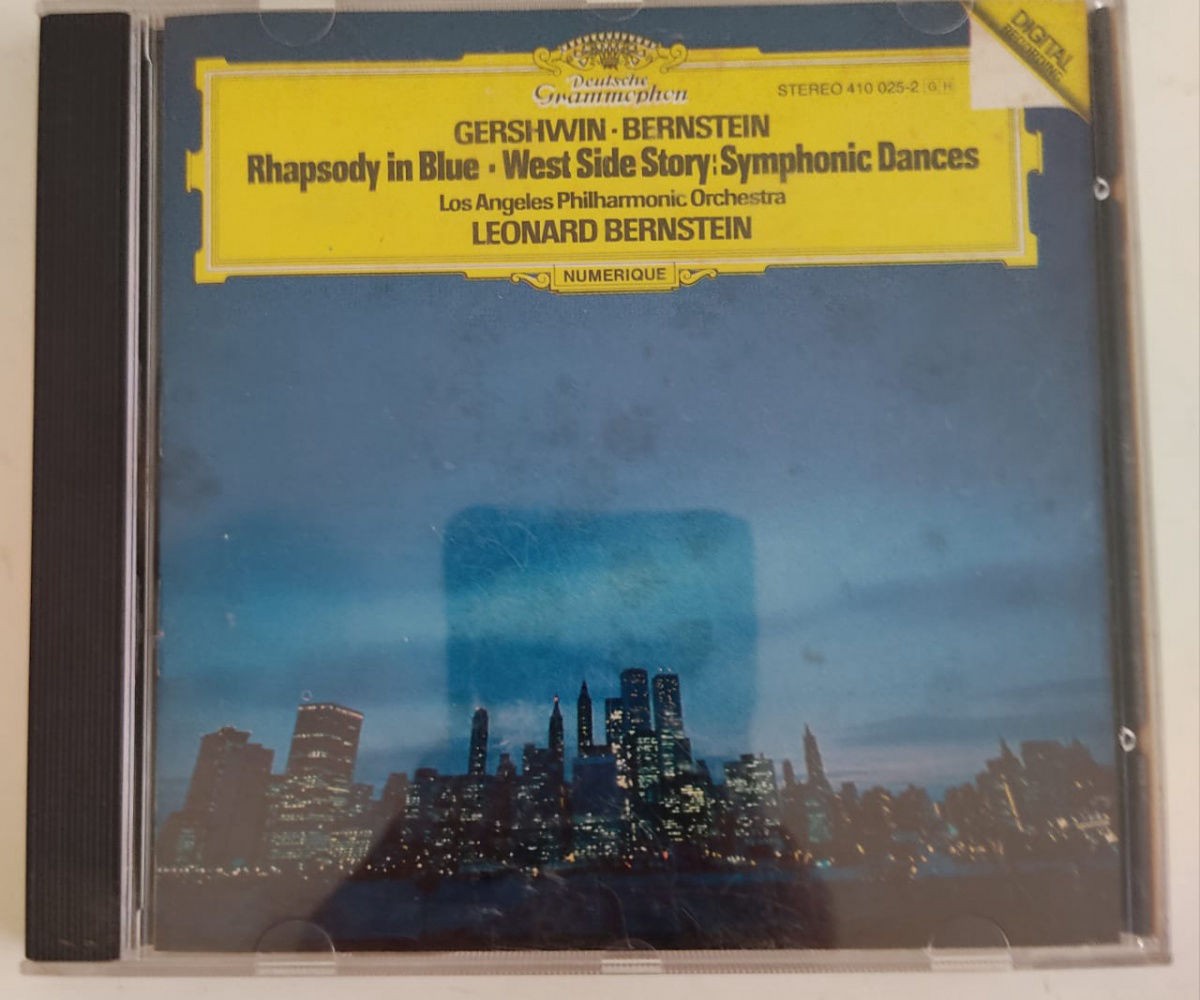 DIGITAL
RECORDING
Deutsche
Grammophon
STEREO 410 025-2 G H
GERSHWIN · BERNSTEIN
Rhapsody in Blue · West Side Story: Symphonic Dances
Los Angeles Philharmonic Orchestra
LEONARD BERNSTEIN
NUMERIQUE